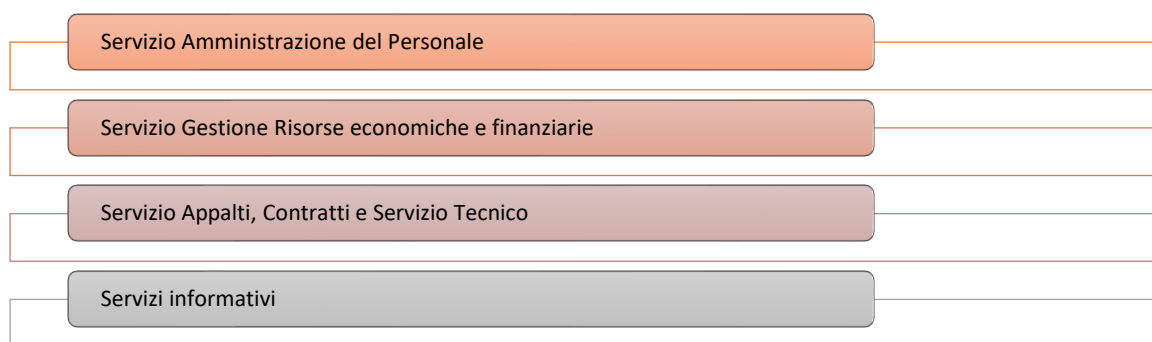 Servizio Amministrazione del Personale
Servizio Gestione Risorse economiche e finanziarie
Servizio Appalti, Contratti e Servizio Tecnico
Servizi informativi